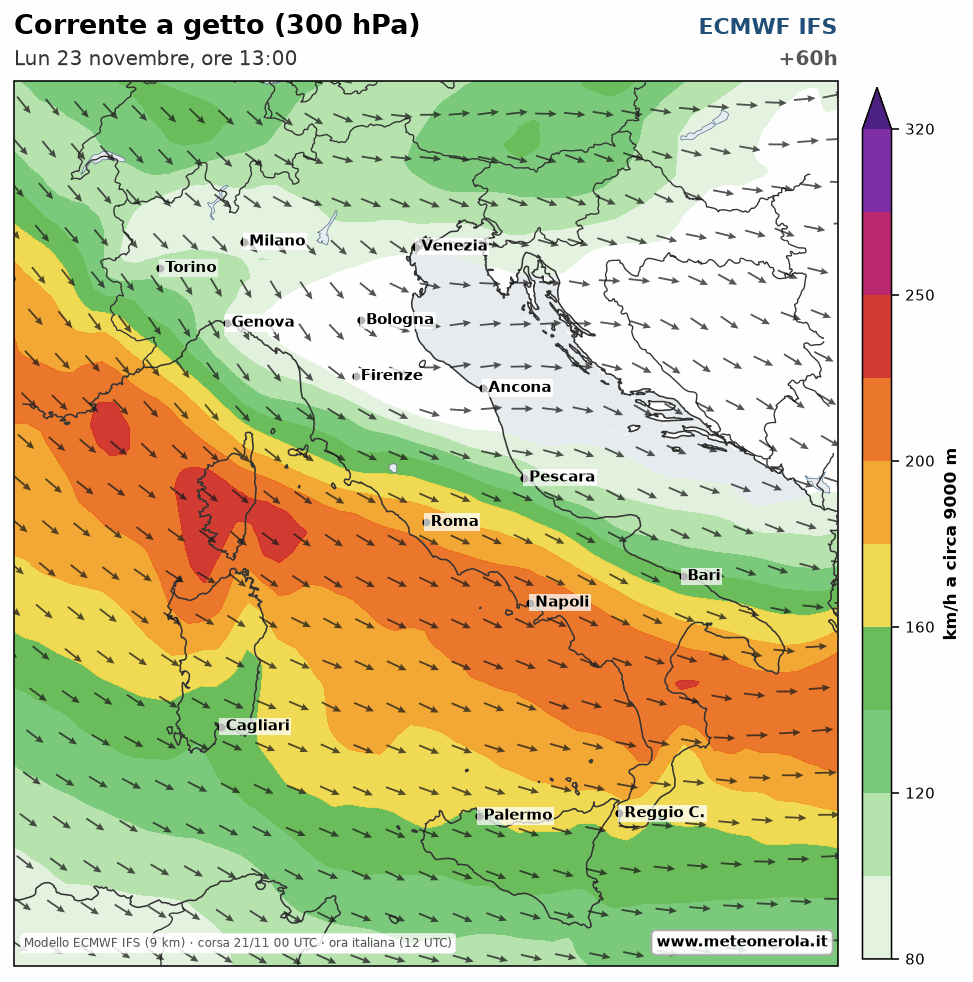 Corrente a getto (300 hPa)
ECMWF IFS
Lun 23 novembre, ore 13:00
+60h
Milano
Venezia
Torino
Genova
Bologna
Firenze
Ancona
Pescara
Roma
Bari
Napoli
Cagliari
Palermo
Reggio C.
Modello ECMWF IFS (9 km) · corsa 21/11 00 UTC · ora italiana (12 UTC)
www.meteonerola.it
320
250
200
160
120
80
km/h a circa 9000 m